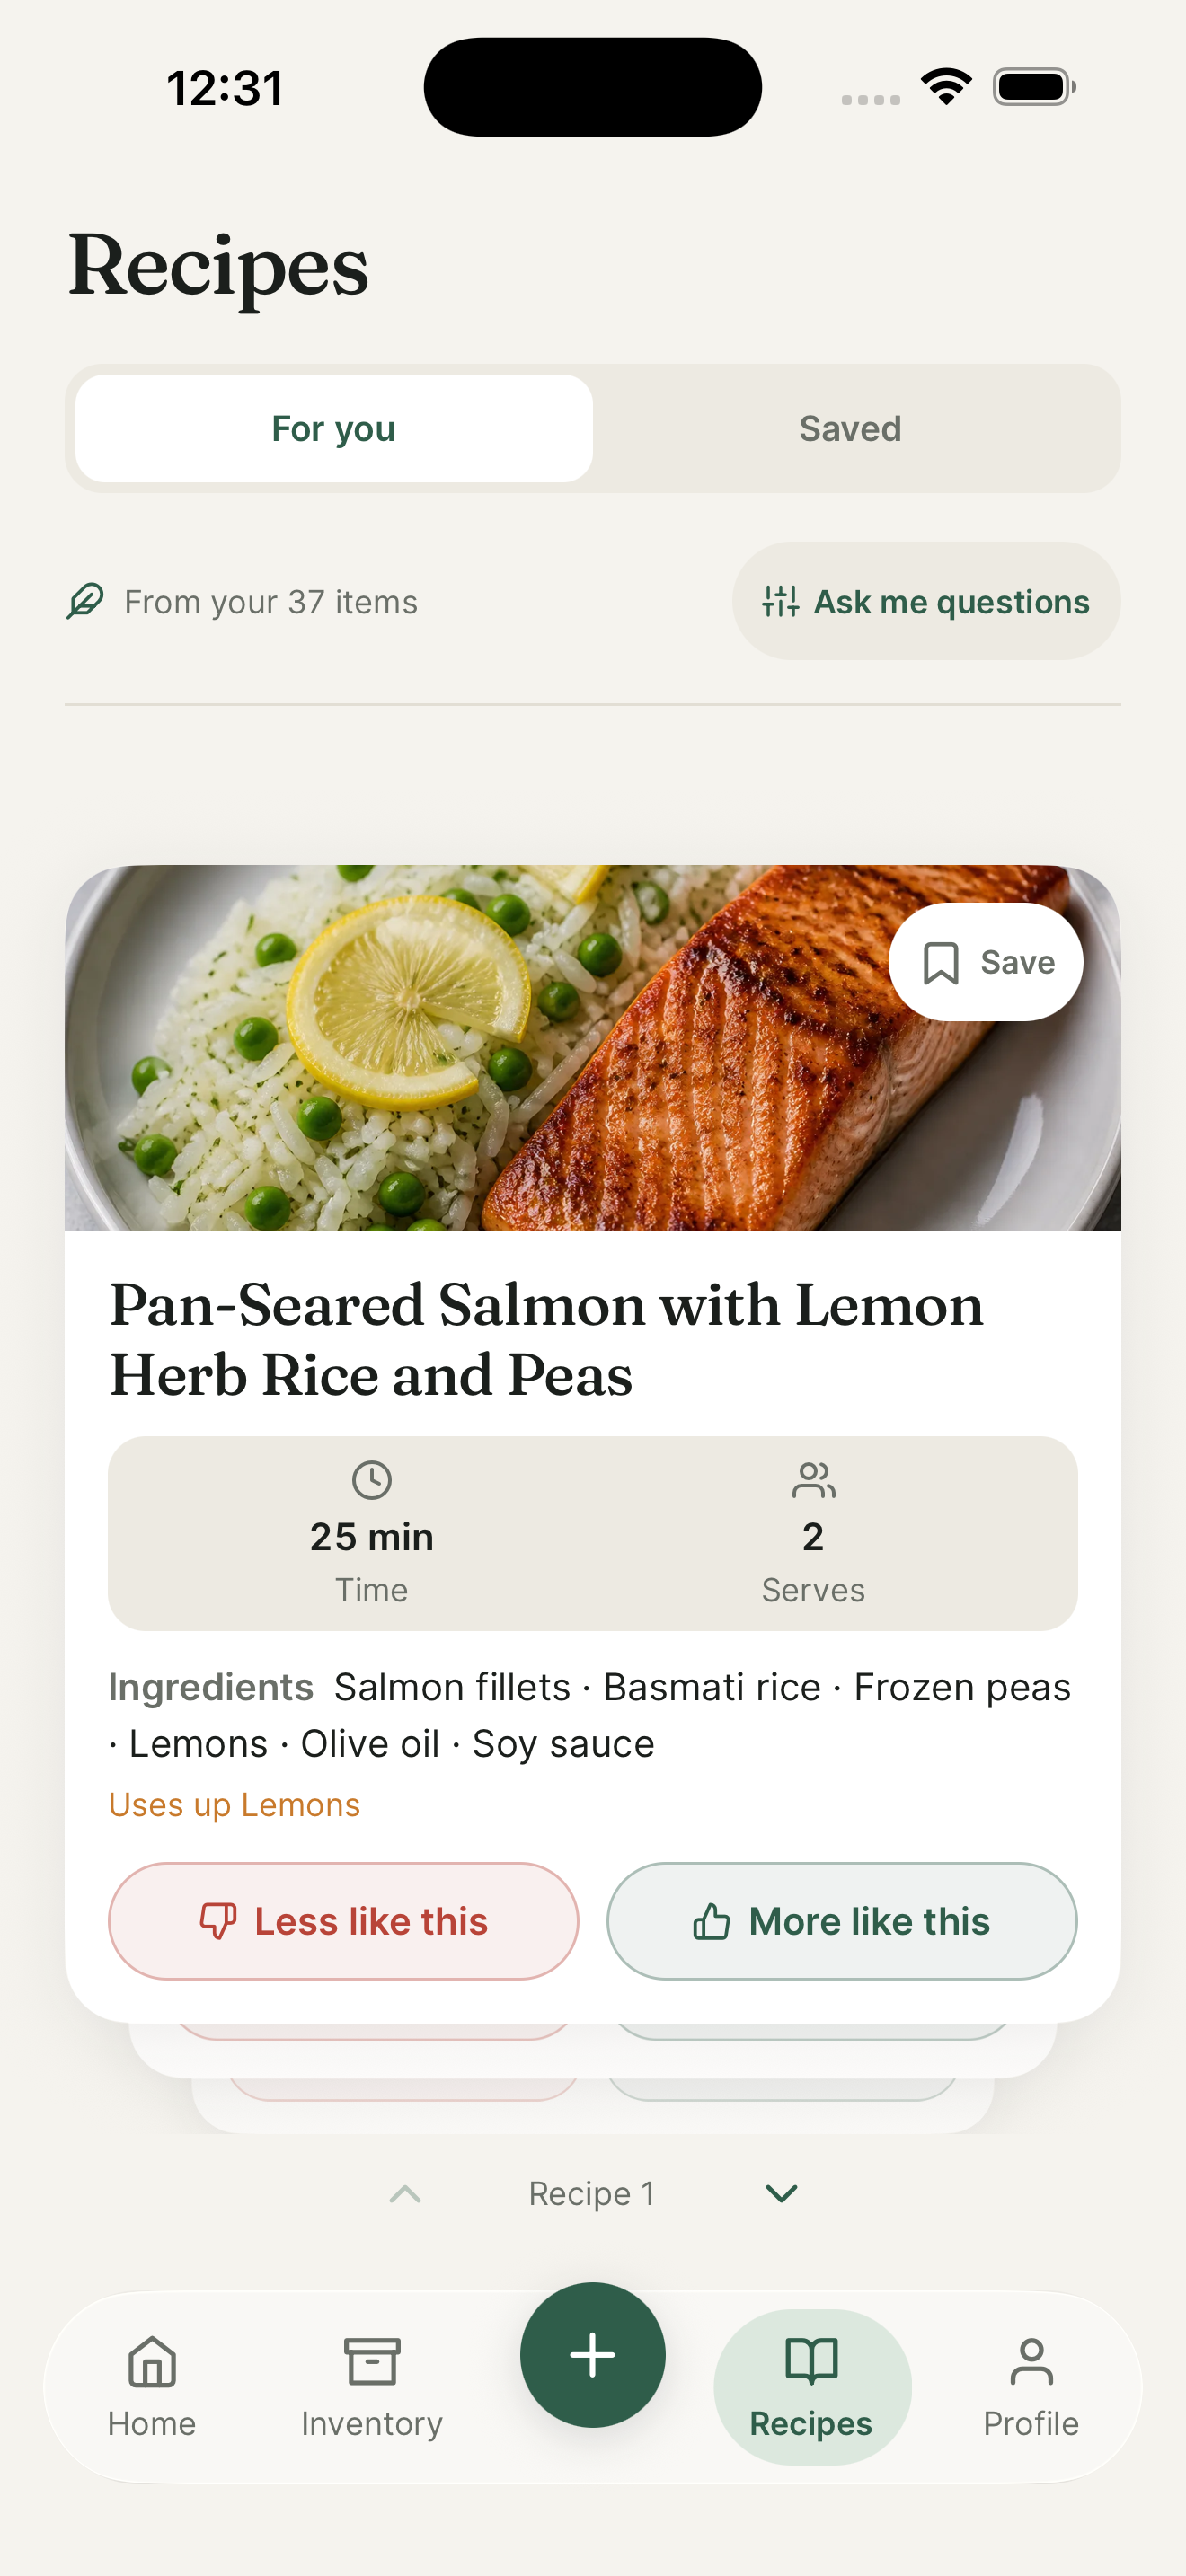 12:31
Recipes
For you
Saved
From your 37 items
Ask me questions
Save
Pan-Seared Salmon with Lemon
Herb Rice and Peas
25 min
Time
2
Serves
Ingredients Salmon fillets · Basmati rice · Frozen peas
· Lemons · Olive oil · Soy sauce
Uses up Lemons
Less like this
More like this
Recipe 1
Home
Inventory
Recipes
Profile